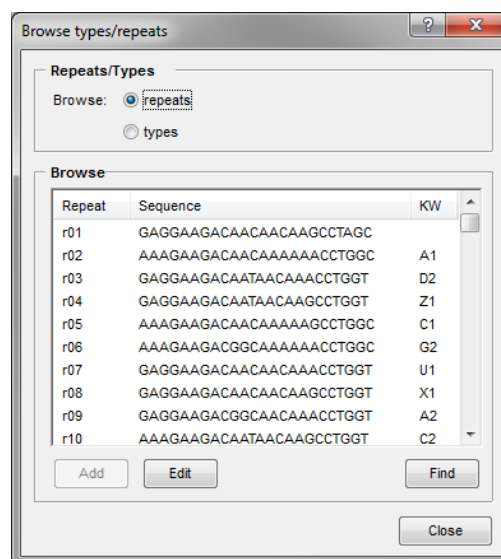 Browse types/repeats
Repeats/Types
Browse: repeats
types
Browse
Repeat Sequence KW
r01 GAGGAAGACAACAACAAGCCTAGC
r02 AAAGAAGACAACAAAAAACCTGGC A1
r03 GAGGAAGACAATAACAAACCTGGT D2
r04 GAGGAAGACAATAACAAGCCTGGT Z1
r05 AAAGAAGACAACAAAAAGCCTGGC C1
r06 AAAGAAGACGGCAAAAAACCTGGC G2
r07 GAGGAAGACAACAACAAACCTGGT U1
r08 GAGGAAGACAACAACAAGCCTGGT X1
r09 GAGGAAGACGGCAACAAACCTGGT A2
r10 AAAGAAGACAATAACAAGCCTGGT C2
Add Edit Find
Close